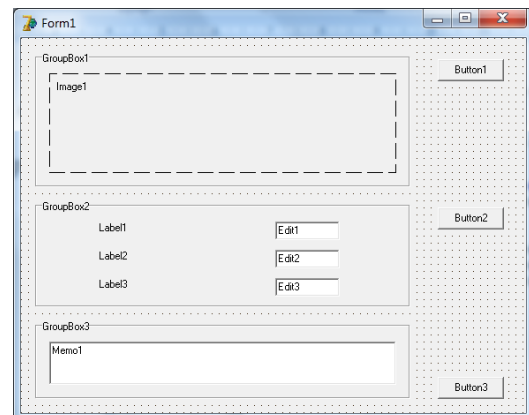 Form1
GroupBox1
Button1
Image1
GroupBox2
Label1 Edit1
Button2
Label2 Edit2
Label3 Edit3
GroupBox3
Memo1
Button3